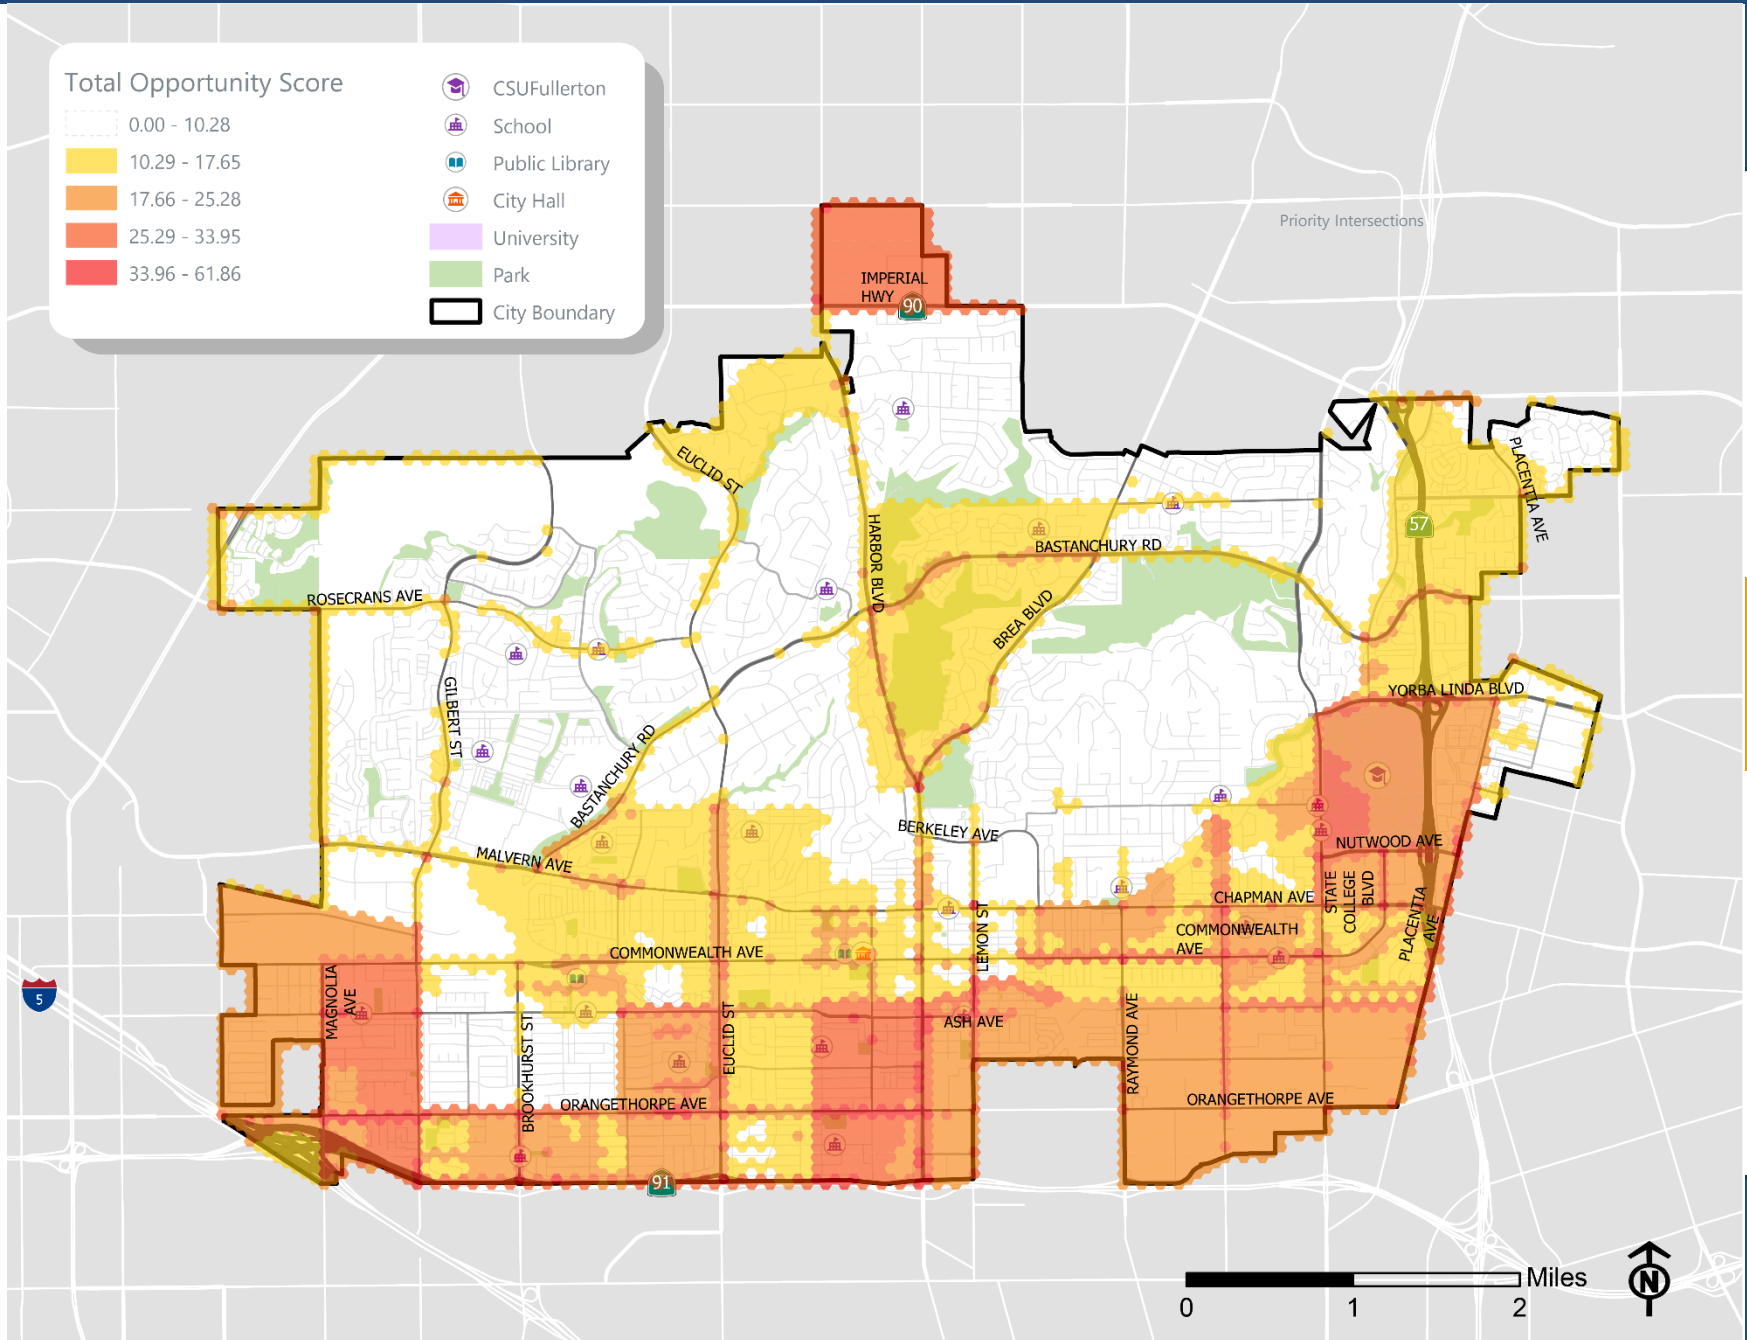 Total Opportunity Score
0.00 - 10.28
10.29 - 17.65
17.66 - 25.28
25.29 - 33.95
33.96 - 61.86
CSUFullerton
School
Public Library
City Hall
University
Park
City Boundary
Priority Intersections
IMPERIAL
HWY
90
EUCLID ST
PLACENTIA AVE
HARBOR BLVD
57
BASTANCHURY RD
ROSECRANS AVE
BREA BLVD
GILBERT ST
YORBA LINDA BLVD
BASTANCHURY RD
BERKELEY AVE
NUTWOOD AVE
MALVERN AVE
CHAPMAN AVE
STATE
COLLEGE
BLVD
PLACENTIA
AVE
COMMONWEALTH
AVE
LEMON ST
COMMONWEALTH AVE
5
MAGNOLIA
AVE
BROOKHURST ST
EUCLID ST
ASH AVE
RAYMOND AVE
ORANGETHORPE AVE
ORANGETHORPE AVE
91
Miles
0
1
2
N